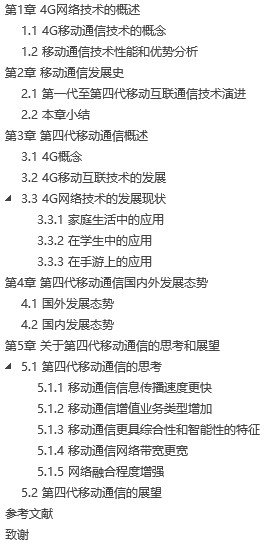 第1章 4G网络技术的概述
1.1 4G移动通信技术的概念
1.2 移动通信技术性能和优势分析
第2章 移动通信发展史
2.1 第一代至第四代移动互联通信技术演进
2.2 本章小结
第3章 第四代移动通信概述
3.1 4G概念
3.2 4G移动互联技术的发展
3.3 4G网络技术的发展现状
3.3.1 家庭生活中的应用
3.3.2 在学生中的应用
3.3.3 在手游上的应用
第4章 第四代移动通信国内外发展态势
4.1 国外发展态势
4.2 国内发展态势
第5章 关于第四代移动通信的思考和展望
5.1 第四代移动通信的思考
5.1.1 移动通信信息传播速度更快
5.1.2 移动通信增值业务类型增加
5.1.3 移动通信更具综合性和智能性的特征
5.1.4 移动通信网络带宽更宽
5.1.5 网络融合程度增强
5.2 第四代移动通信的展望
参考文献
致谢